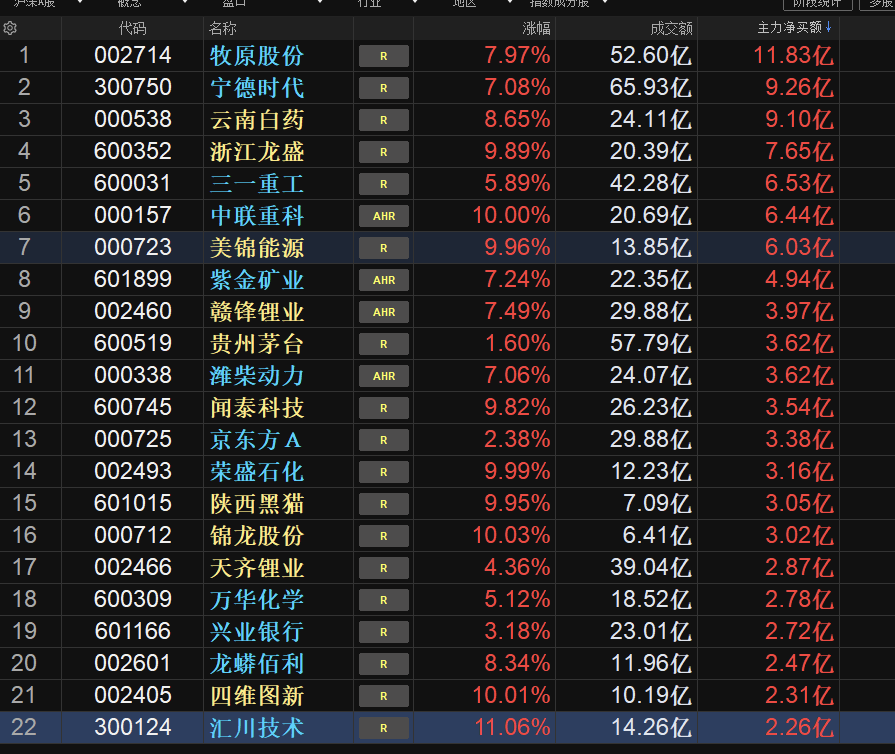 沪深A股 概念 盘口 行业 地区 指数成分股 阶段统计 多股
代码 名称 涨幅 成交额 主力净买额↓
1 002714 牧原股份 R 7.97% 52.60亿 11.83亿
2 300750 宁德时代 R 7.08% 65.93亿 9.26亿
3 000538 云南白药 R 8.65% 24.11亿 9.10亿
4 600352 浙江龙盛 R 9.89% 20.39亿 7.65亿
5 600031 三一重工 R 5.89% 42.28亿 6.53亿
6 000157 中联重科 AHR 10.00% 20.69亿 6.44亿
7 000723 美锦能源 R 9.96% 13.85亿 6.03亿
8 601899 紫金矿业 AHR 7.24% 22.35亿 4.94亿
9 002460 赣锋锂业 AHR 7.49% 29.88亿 3.97亿
10 600519 贵州茅台 R 1.60% 57.79亿 3.62亿
11 000338 潍柴动力 AHR 7.06% 24.07亿 3.62亿
12 600745 闻泰科技 R 9.82% 26.23亿 3.54亿
13 000725 京东方A R 2.38% 29.88亿 3.38亿
14 002493 荣盛石化 R 9.99% 12.23亿 3.16亿
15 601015 陕西黑猫 R 9.95% 7.09亿 3.05亿
16 000712 锦龙股份 R 10.03% 6.41亿 3.02亿
17 002466 天齐锂业 R 4.36% 39.04亿 2.87亿
18 600309 万华化学 R 5.12% 18.52亿 2.78亿
19 601166 兴业银行 R 3.18% 23.01亿 2.72亿
20 002601 龙蟒佰利 R 8.34% 11.96亿 2.47亿
21 002405 四维图新 R 10.01% 10.19亿 2.31亿
22 300124 汇川技术 R 11.06% 14.26亿 2.26亿